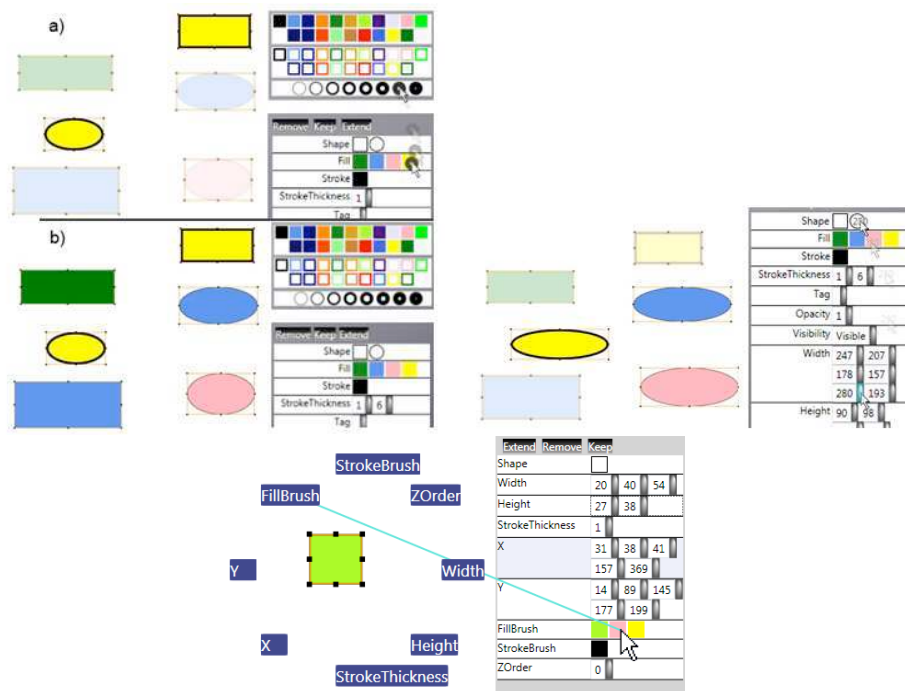 a)
Remove Keep Extend
Shape
Fill
Stroke
StrokeThickness 1
Tag
b)
Remove Keep Extend
Shape
Fill
Stroke
StrokeThickness 1 6
Tag
Shape
Fill
Stroke
StrokeThickness 1 6
Tag
Opacity 1
Visibility Visible
Width 247 207
178 157
280 193
Height 90 98
StrokeBrush
FillBrush
ZOrder
Y
Width
X
Height
StrokeThickness
Extend Remove Keep
Shape
Width 20 40 54
Height 27 38
StrokeThickness 1
X 31 38 41
157 369
Y 14 89 145
177 199
FillBrush
StrokeBrush
ZOrder 0